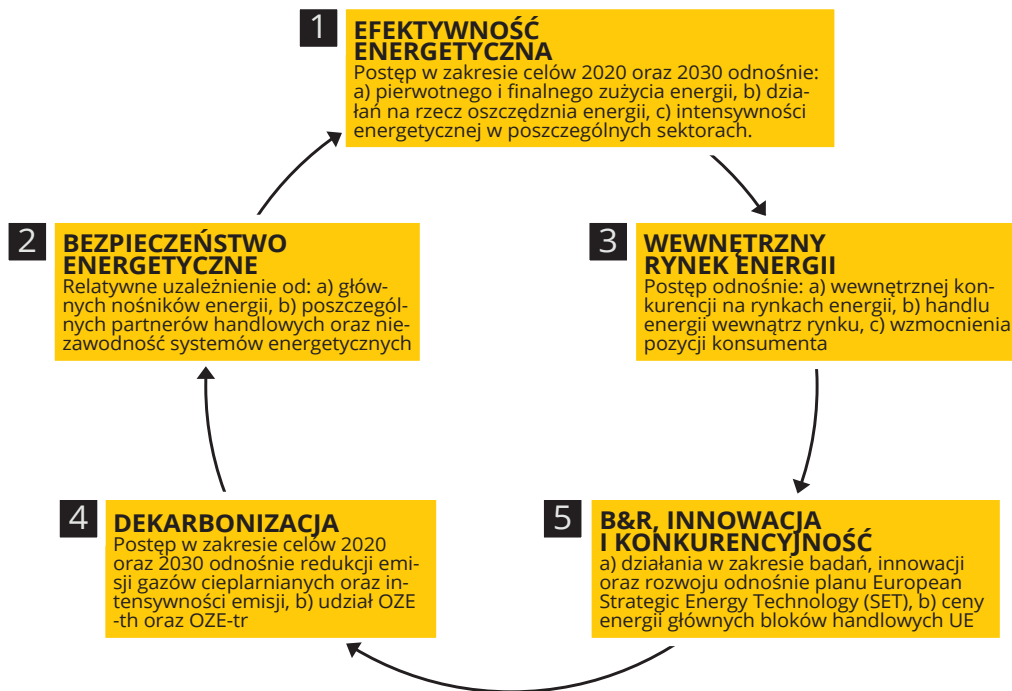 1
EFEKTYWNOŚĆ
ENERGETYCZNA
Postęp w zakresie celów 2020 oraz 2030 odnośnie:
a) pierwotnego i finalnego zużycia energii, b) dzia-
łań na rzecz oszczędznia energii, c) intensywności
energetycznej w poszczególnych sektorach.
2
BEZPIECZEŃSTWO
ENERGETYCZNE
Relatywne uzależnienie od: a) głów-
nych nośników energii, b) poszczegól-
nych partnerów handlowych oraz nie-
zawodność systemów energetycznych
3
WEWNĘTRZNY
RYNEK ENERGII
Postęp odnośnie: a) wewnętrznej kon-
kurencji na rynkach energii, b) handlu
energii wewnątrz rynku, c) wzmocnienia
pozycji konsumenta
4
DEKARBONIZACJA
Postęp w zakresie celów 2020
oraz 2030 odnośnie redukcji emi-
sji gazów cieplarnianych oraz in-
tensywności emisji, b) udział OZE
-th oraz OZE-tr
5
B&R, INNOWACJA
I KONKURENCYJNOŚĆ
a) działania w zakresie badań, innowacji
oraz rozwoju odnośnie planu European
Strategic Energy Technology (SET), b) ceny
energii głównych bloków handlowych UE